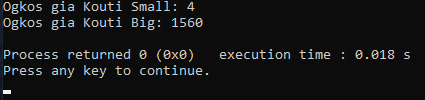 Ogkos gia Kouti Small: 4
Ogkos gia Kouti Big: 1560
Process returned 0 (0x0)   execution time : 0.018 s
Press any key to continue.